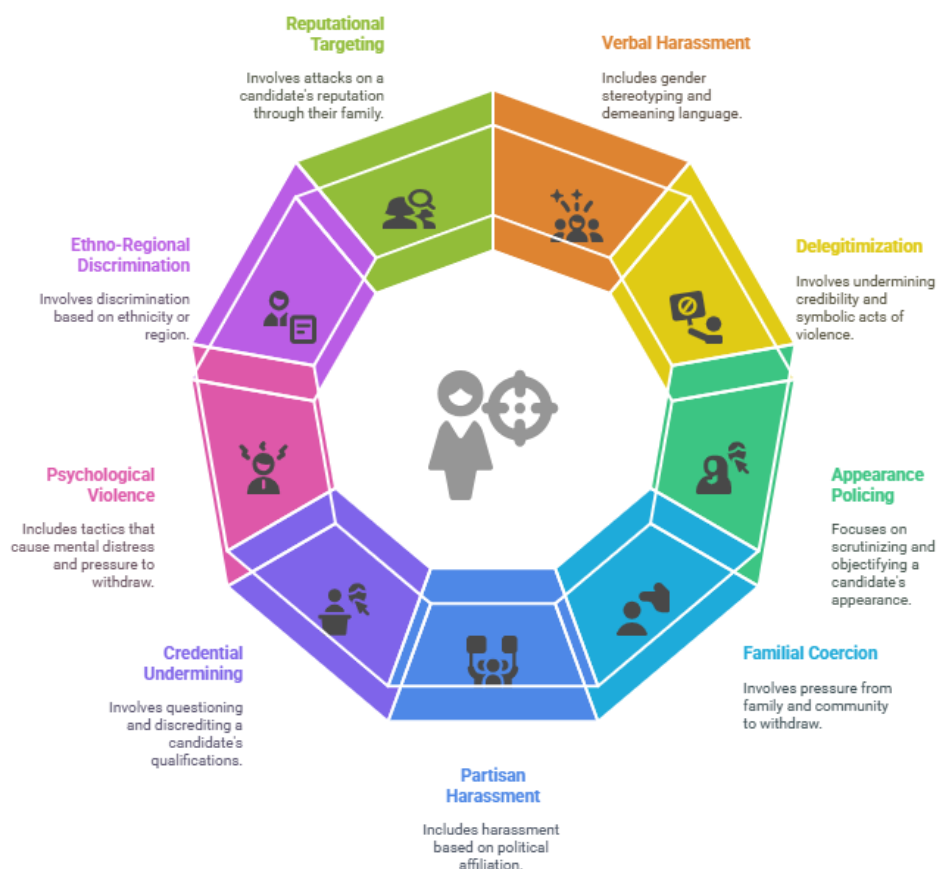 Reputational
Targeting
Involves attacks on a
candidate's reputation
through their family.
Verbal Harassment
Includes gender
stereotyping and
demeaning language.
Delegitimization
Involves undermining
credibility and
symbolic acts of
violence.
Appearance
Policing
Focuses on
scrutinizing and
objectifying a
candidate's
appearance.
Familial Coercion
Involves pressure from
family and community
to withdraw.
Partisan
Harassment
Includes harassment
based on political
affiliation.
Credential
Undermining
Involves questioning
and discrediting a
candidate's
qualifications.
Psychological
Violence
Includes tactics that
cause mental distress
and pressure to
withdraw.
Ethno-Regional
Discrimination
Involves discrimination
based on ethnicity or
region.